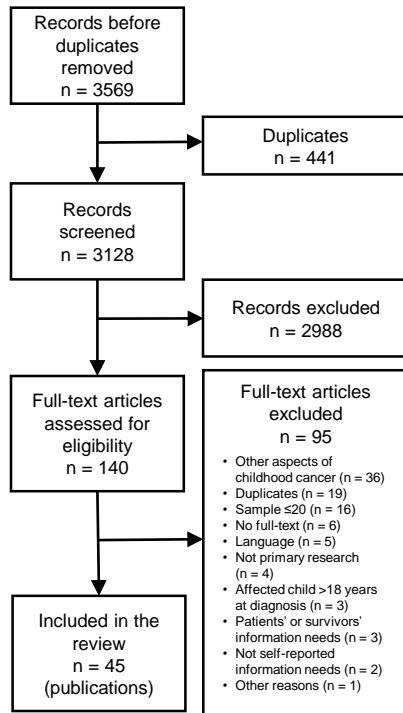 Records before
duplicates
removed
n = 3569
Duplicates
n = 441
Records
screened
n = 3128
Records excluded
n = 2988
Full-text articles
assessed for
eligibility
n = 140
Full-text articles
excluded
n = 95
• Other aspects of
childhood cancer (n = 36)
• Duplicates (n = 19)
• Sample ≤20 (n = 16)
• No full-text (n = 6)
• Language (n = 5)
• Not primary research
(n = 4)
• Affected child >18 years
at diagnosis (n = 3)
• Patients’ or survivors’
information needs (n = 3)
• Not self-reported
information needs (n = 2)
• Other reasons (n = 1)
Included in the
review
n = 45
(publications)